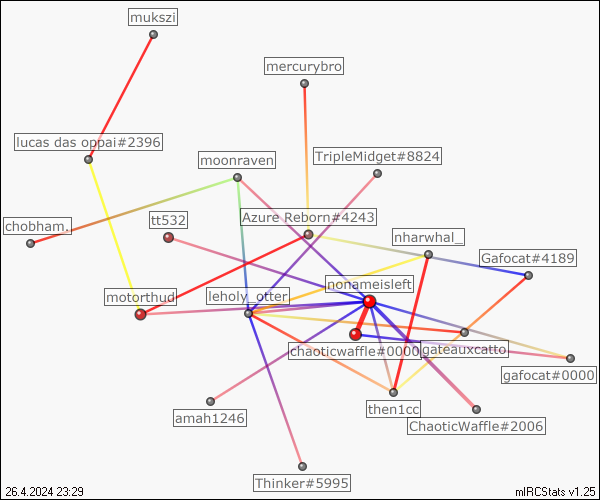 mukszi
mercurybro
lucas das oppai#2396
moonraven
TripleMidget#8824
chobham.
tt532
Azure Reborn#4243
nharwhal_
Gafocat#4189
nonameisleft
motorthud
leholy_otter
chaoticwaffle#0000
gateauxcato
gafocat#0000
amah1246
then1cc
ChaoticWaffle#2006
Thinker#5995
26.4.2024 23:29
mIRCStats v1.25